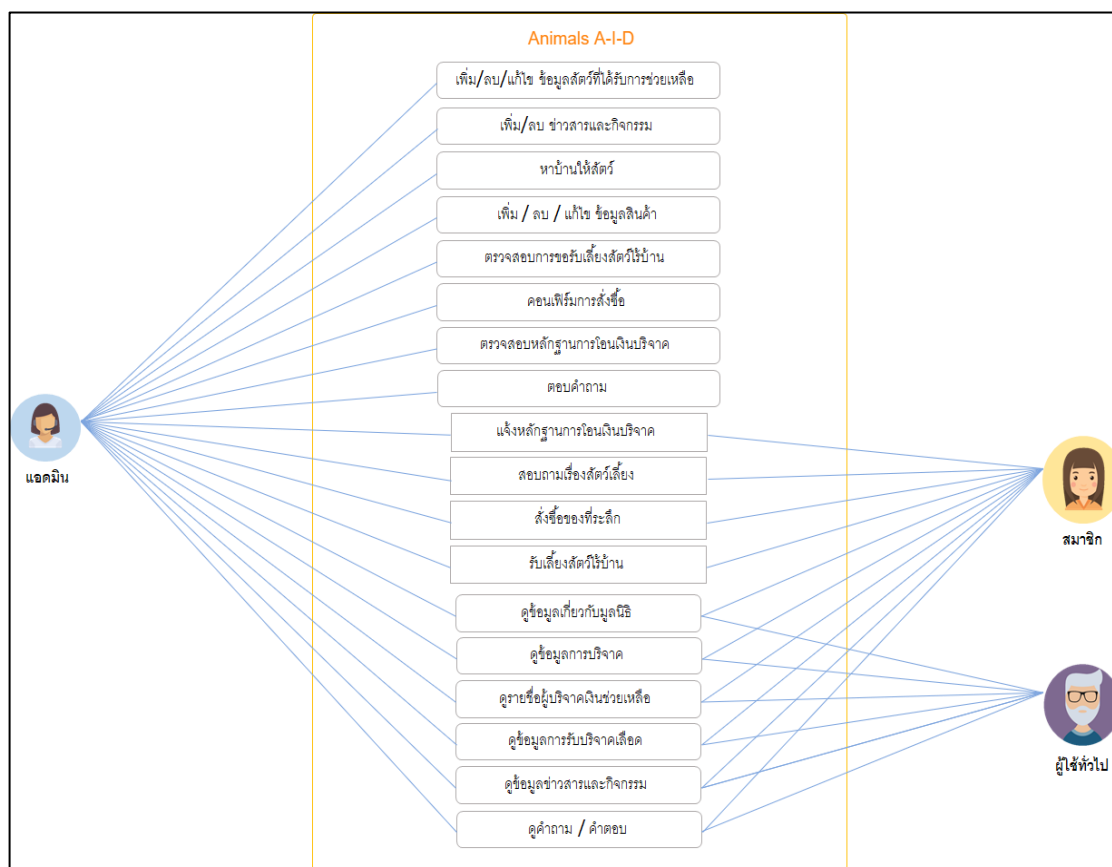 Animals A-I-D
เพิ่ม/ลบ/แก้ไข ข้อมูลสัตว์ที่ได้รับการช่วยเหลือ
เพิ่ม/ลบ ข่าวสารและกิจกรรม
หาบ้านให้สัตว์
เพิ่ม / ลบ / แก้ไข ข้อมูลสินค้า
ตรวจสอบการขอรับเลี้ยงสัตว์ไร้บ้าน
คอนเฟิร์มการสั่งซื้อ
ตรวจสอบหลักฐานการโอนเงินบริจาค
ตอบคำถาม
แจ้งหลักฐานการโอนเงินบริจาค
สอบถามเรื่องสัตว์เลี้ยง
สั่งซื้อของที่ระลึก
รับเลี้ยงสัตว์ไร้บ้าน
ดูข้อมูลเกี่ยวกับมูลนิธิ
ดูข้อมูลการบริจาค
ดูรายชื่อผู้บริจาคเงินช่วยเหลือ
ดูข้อมูลการรับบริจาคเลือด
ดูข้อมูลข่าวสารและกิจกรรม
ดูคำถาม / คำตอบ
แอดมิน
สมาชิก
ผู้ใช้ทั่วไป